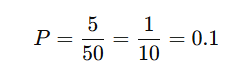 P = 5/50 = 1/10 = 0.1